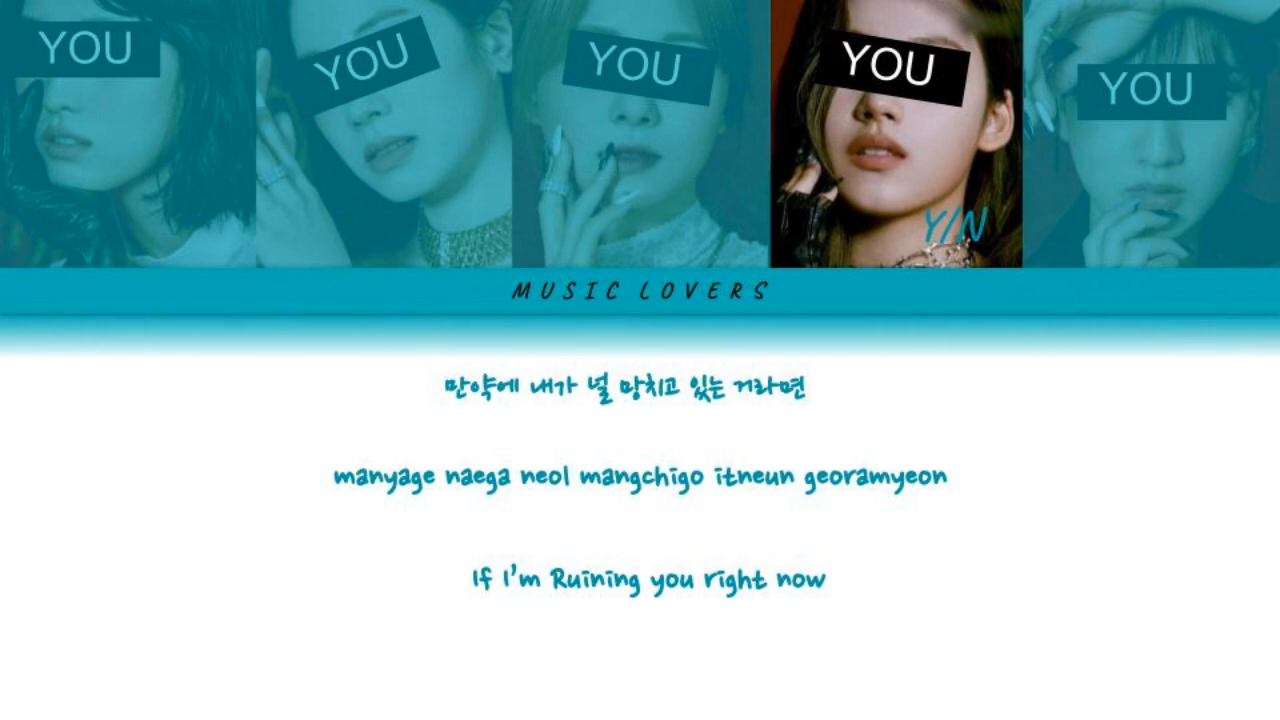 YOU
YOU
YOU
YOU
YOU
Y/N
MUSIC LOVERS
만약에 내가 널 망치고 있는 거라면
manyage naega neol mangchigo itneun georamyeon
If I'm Ruining you right now